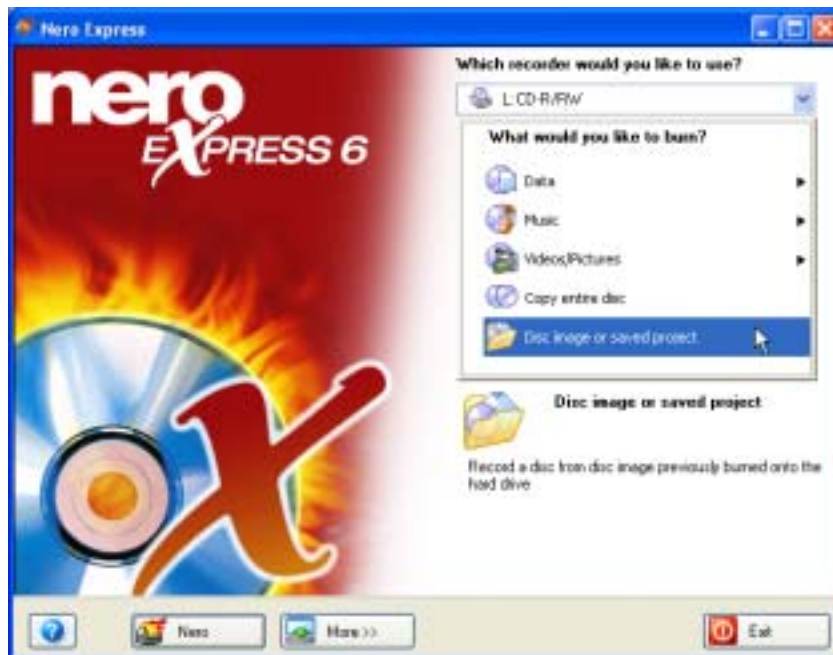 Nero Express
nero
EXPRESS 6
Which recorder would you like to use?
L: CD-R/RW
What would you like to burn?
Data
Music
Videos/Pictures
Copy entire disc
Disc image or saved project
Disc image or saved project
Record a disc from disc image previously burned onto the
hard drive
?
Nero
More >>
Exit